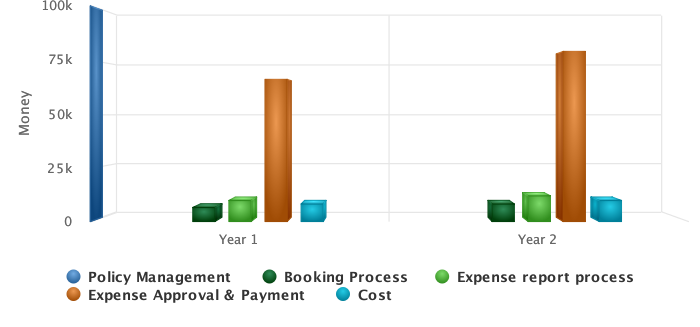 100k
75k
Money
50k
25k
0
Year 1 Year 2
Policy Management Booking Process Expense report process
Expense Approval & Payment Cost